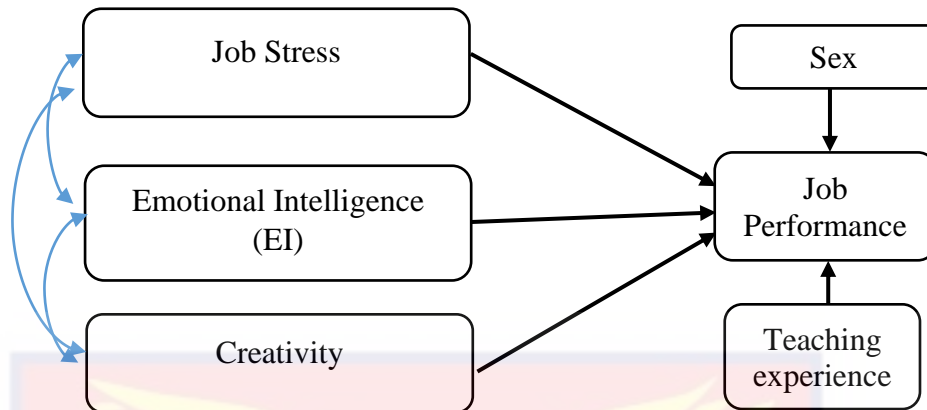 Job Stress
Sex
Emotional Intelligence
(EI)
Job
Performance
Creativity
Teaching
experience